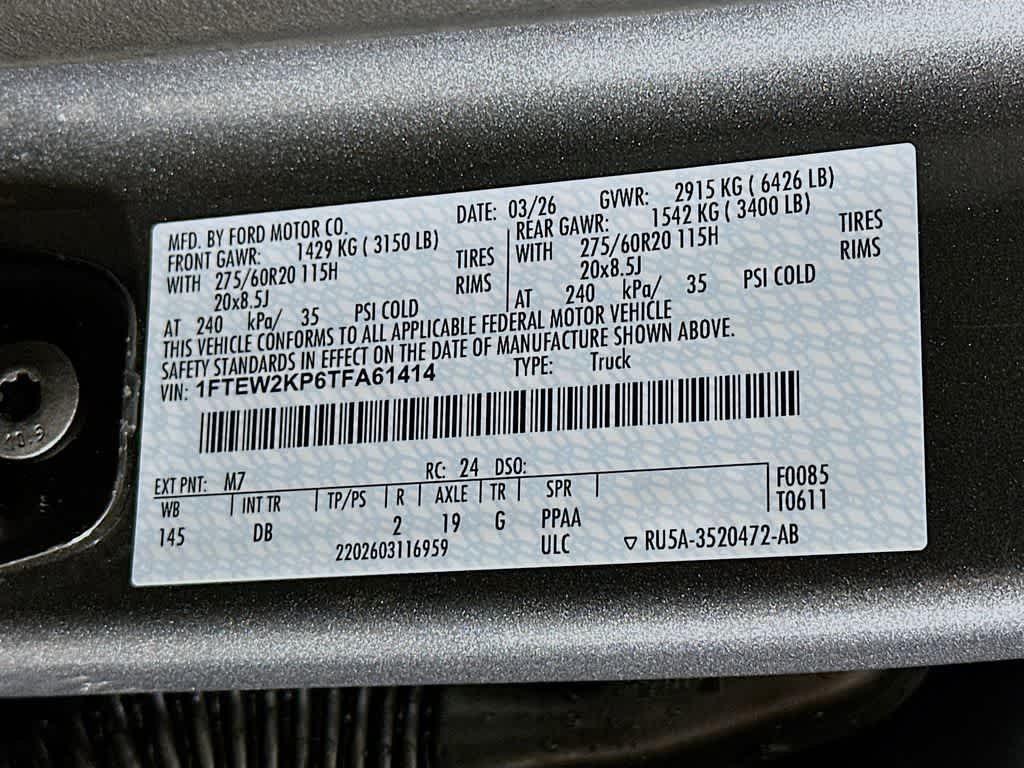 MFD. BY FORD MOTOR CO. DATE: 03/26 GVWR: 2915 KG ( 6426 LB)
FRONT GAWR: 1429 KG ( 3150 LB) REAR GAWR: 1542 KG ( 3400 LB)
WITH 275/60R20 115H TIRES WITH 275/60R20 115H TIRES
20x8.5J RIMS 20x8.5J RIMS
AT 240 kPa/ 35 PSI COLD AT 240 kPa/ 35 PSI COLD
THIS VEHICLE CONFORMS TO ALL APPLICABLE FEDERAL MOTOR VEHICLE
SAFETY STANDARDS IN EFFECT ON THE DATE OF MANUFACTURE SHOWN ABOVE.
VIN: 1FTEW2KP6TFA61414 TYPE: Truck
EXT PNT: M7 RC: 24 DSO:
WB INT TR TP/PS R AXLE TR SPR F0085
145 DB 2 19 G PPAA T0611
2202603116959 ULC ▽ RU5A-3520472-AB
10.9